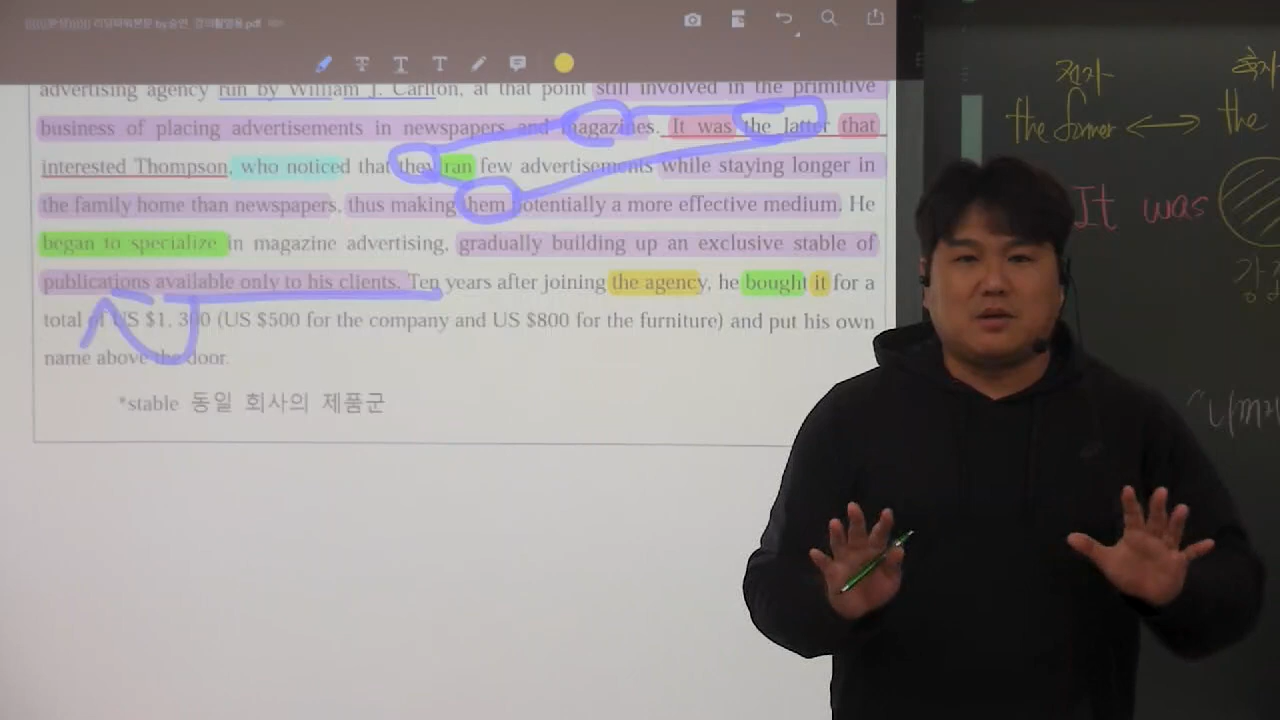 advertising agency run by William J. Carlton, at that point still involved in the primitive
business of placing advertisements in newspapers and magazines. It was the latter that
interested Thompson, who noticed that they ran few advertisements while staying longer in
the family home than newspapers, thus making them potentially a more effective medium. He
began to specialize in magazine advertising, gradually building up an exclusive stable of
publications available only to his clients. Ten years after joining the agency, he bought it for a
total of US $1, 300 (US $500 for the company and US $800 for the furniture) and put his own
name above the door.
*stable 동일 회사의 제품군
전자
the former ↔ the
It was